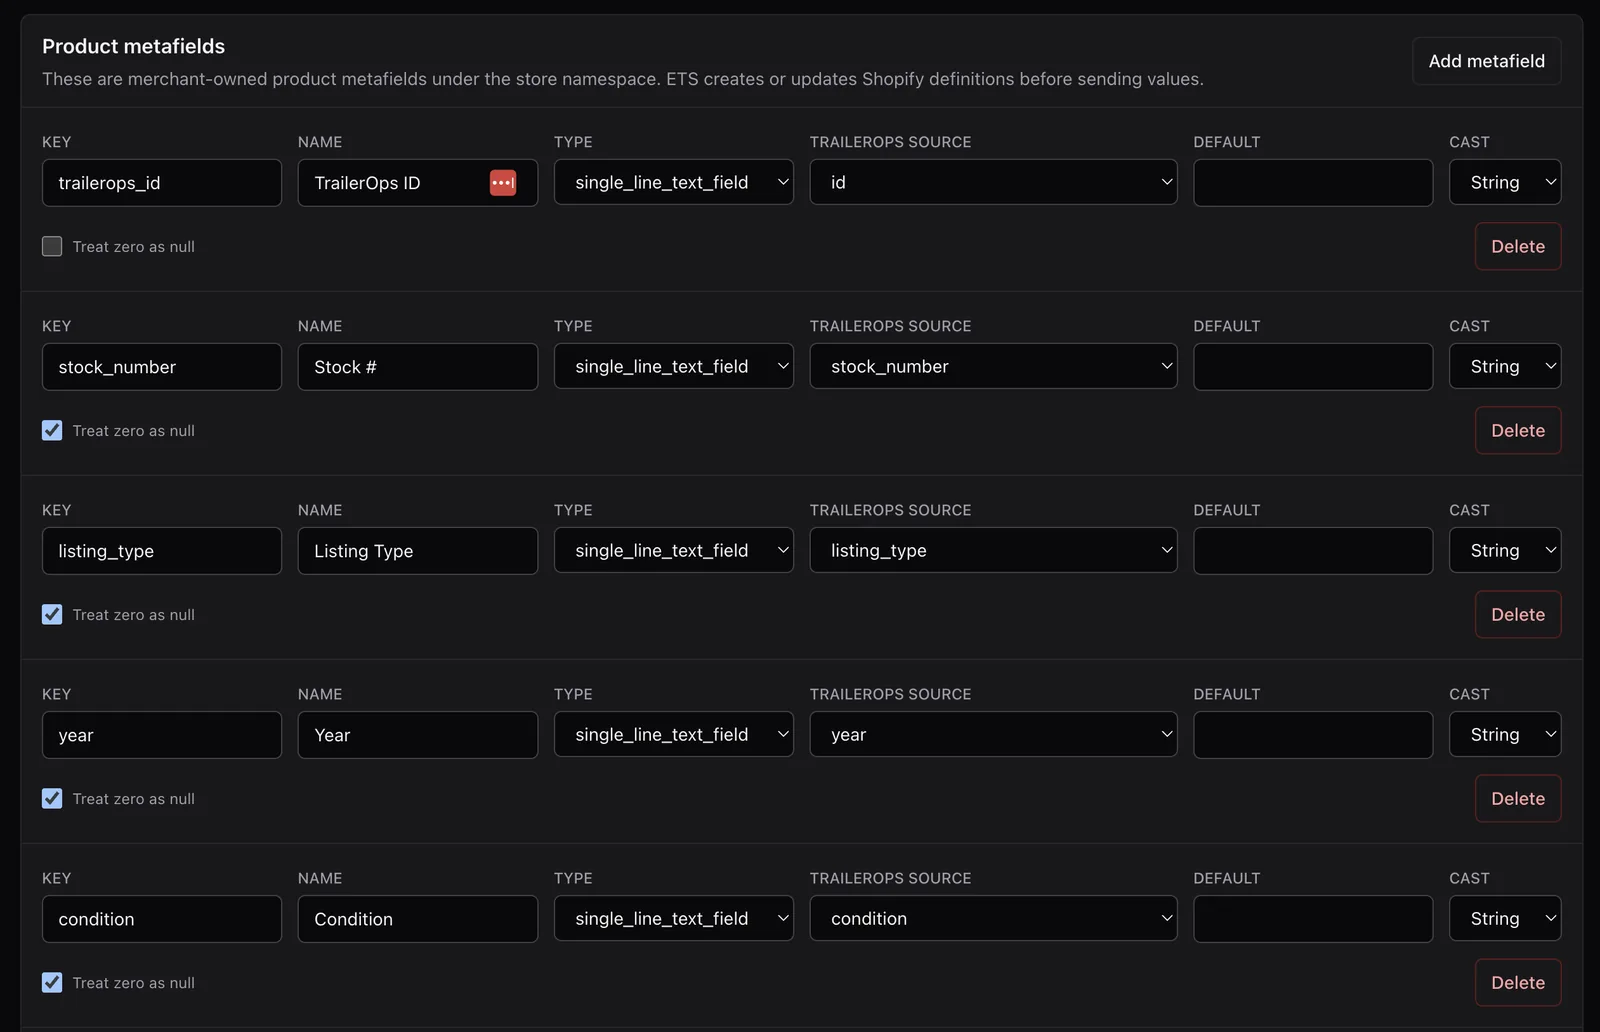 Product metafields
These are merchant-owned product metafields under the store namespace. ETS creates or updates Shopify definitions before sending values.
Add metafield
KEY NAME TYPE TRAILEROPS SOURCE DEFAULT CAST
trailerops_id TrailerOps ID single_line_text_field id String
Treat zero as null Delete
KEY NAME TYPE TRAILEROPS SOURCE DEFAULT CAST
stock_number Stock # single_line_text_field stock_number String
Treat zero as null Delete
KEY NAME TYPE TRAILEROPS SOURCE DEFAULT CAST
listing_type Listing Type single_line_text_field listing_type String
Treat zero as null Delete
KEY NAME TYPE TRAILEROPS SOURCE DEFAULT CAST
year Year single_line_text_field year String
Treat zero as null Delete
KEY NAME TYPE TRAILEROPS SOURCE DEFAULT CAST
condition Condition single_line_text_field condition String
Treat zero as null Delete